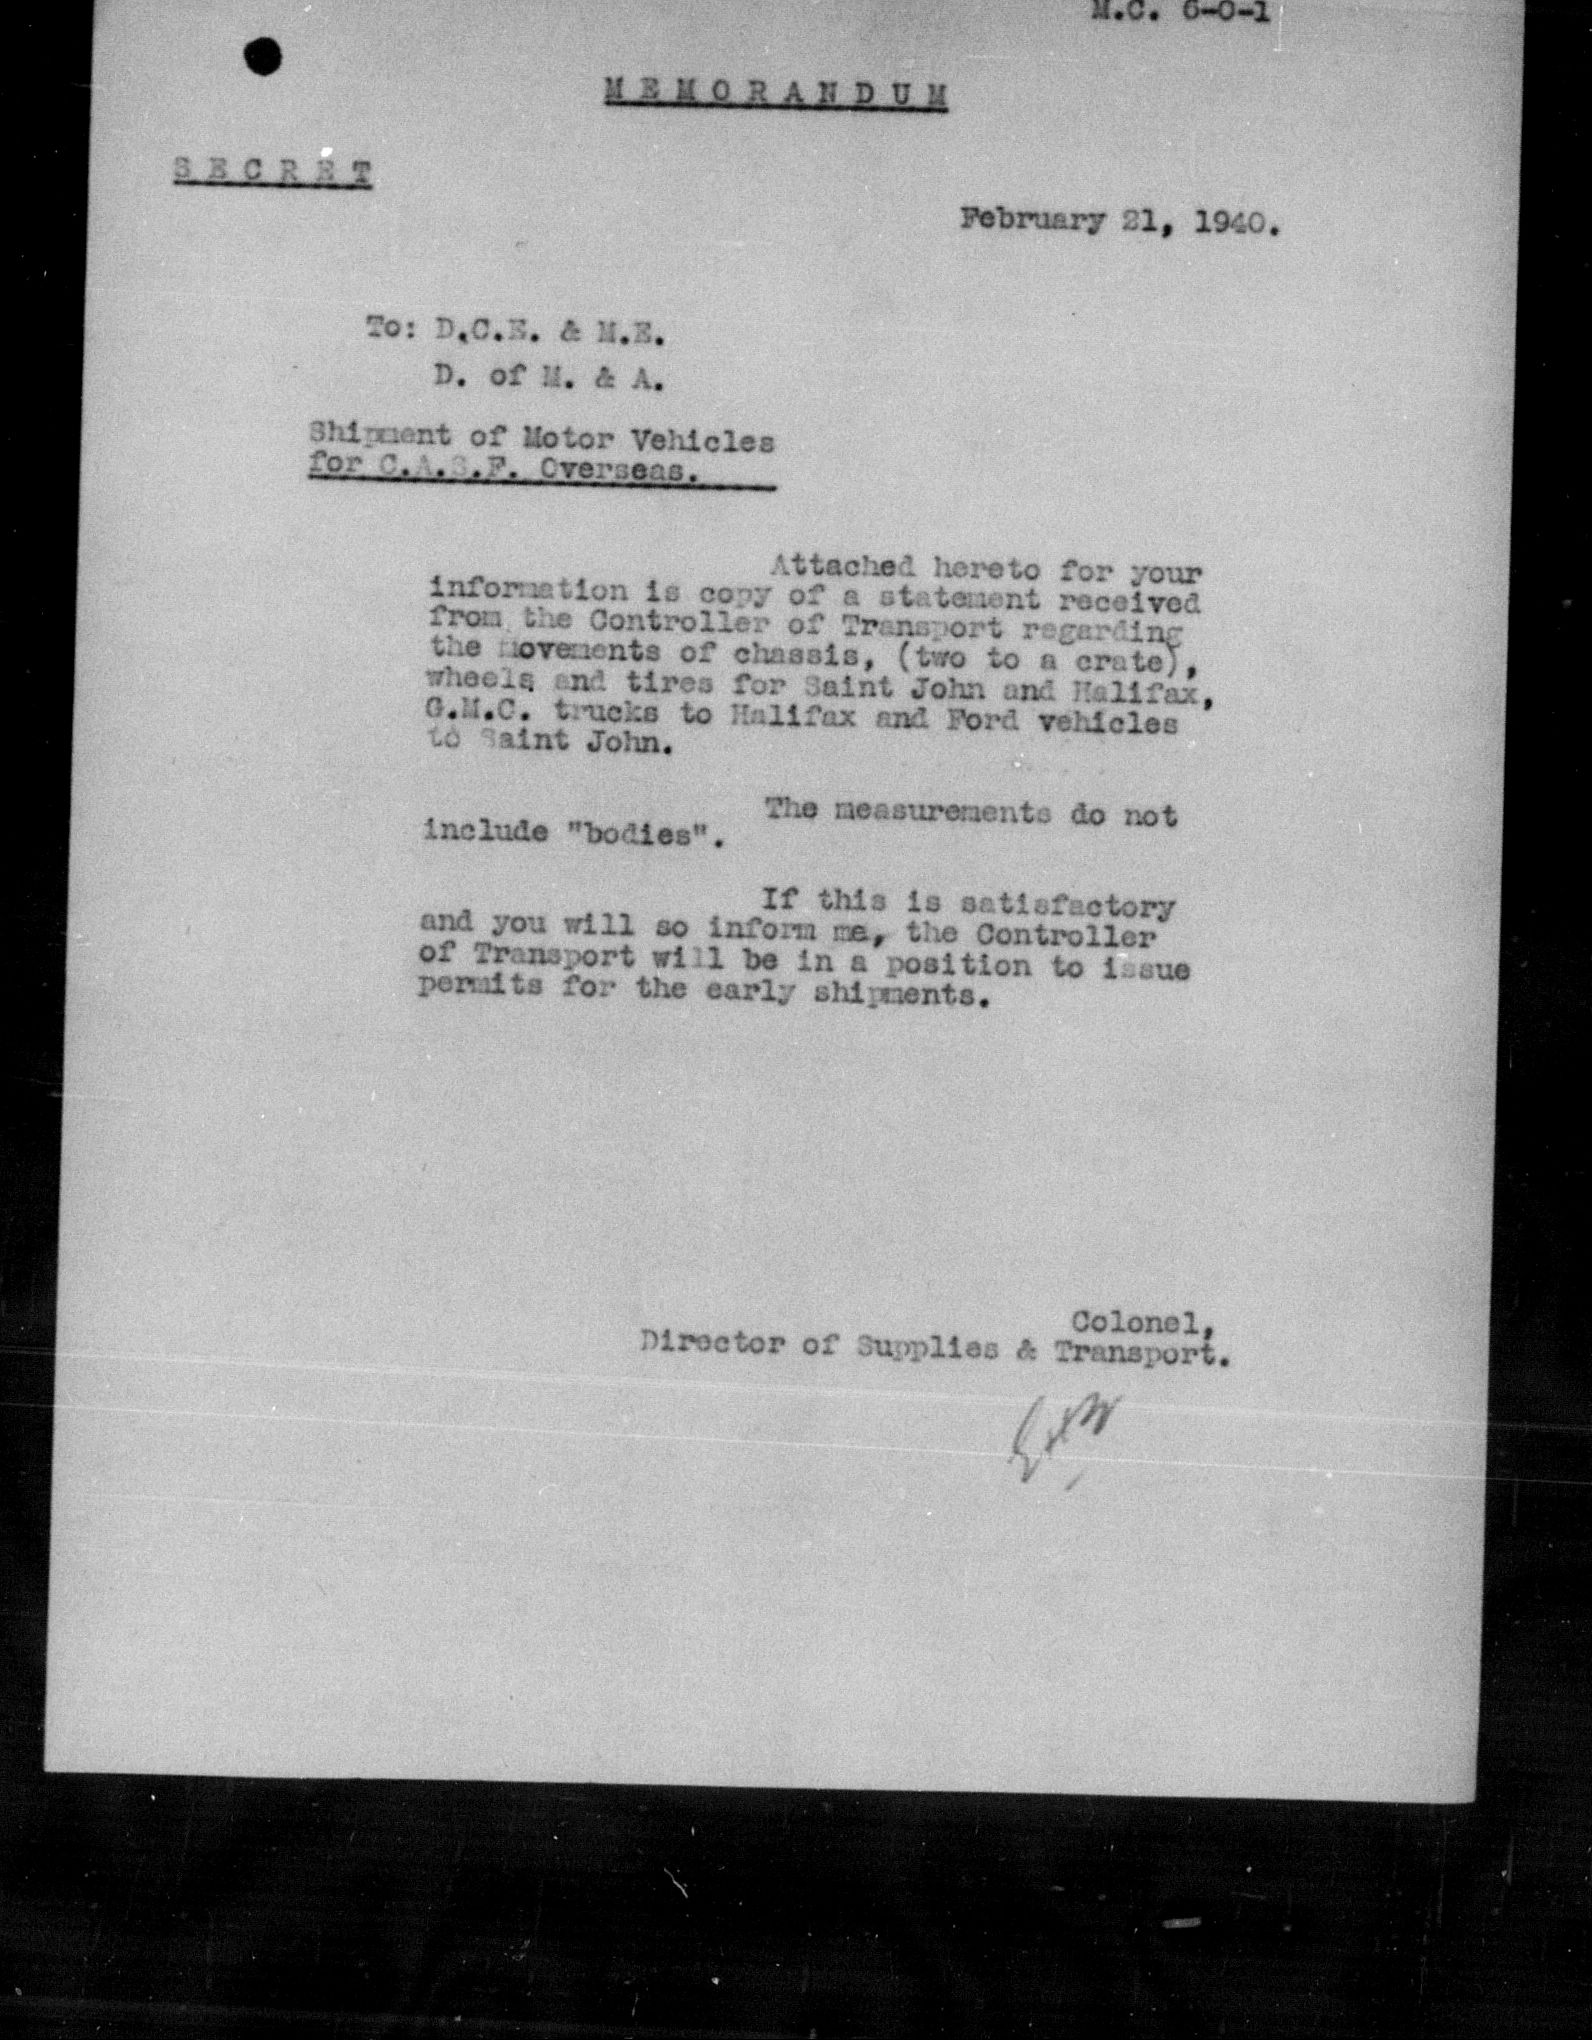 M.C. 6-0-1
MEMORANDUM
SECRET
February 21, 1940.
To: D.C.E. & M.E.
D. of M. & A.
Shipment of Motor Vehicles
for C.A.S.F. Overseas.
Attached hereto for your
information is copy of a statement received
from the Controller of Transport regarding
the movements of chassis, (two to a crate),
wheels and tires for Saint John and Halifax,
G.M.C. trucks to Halifax and Ford vehicles
to Saint John.
The measurements do not
include "bodies".
If this is satisfactory
and you will so inform me, the Controller
of Transport will be in a position to issue
permits for the early shipments.
Colonel,
Director of Supplies & Transport.